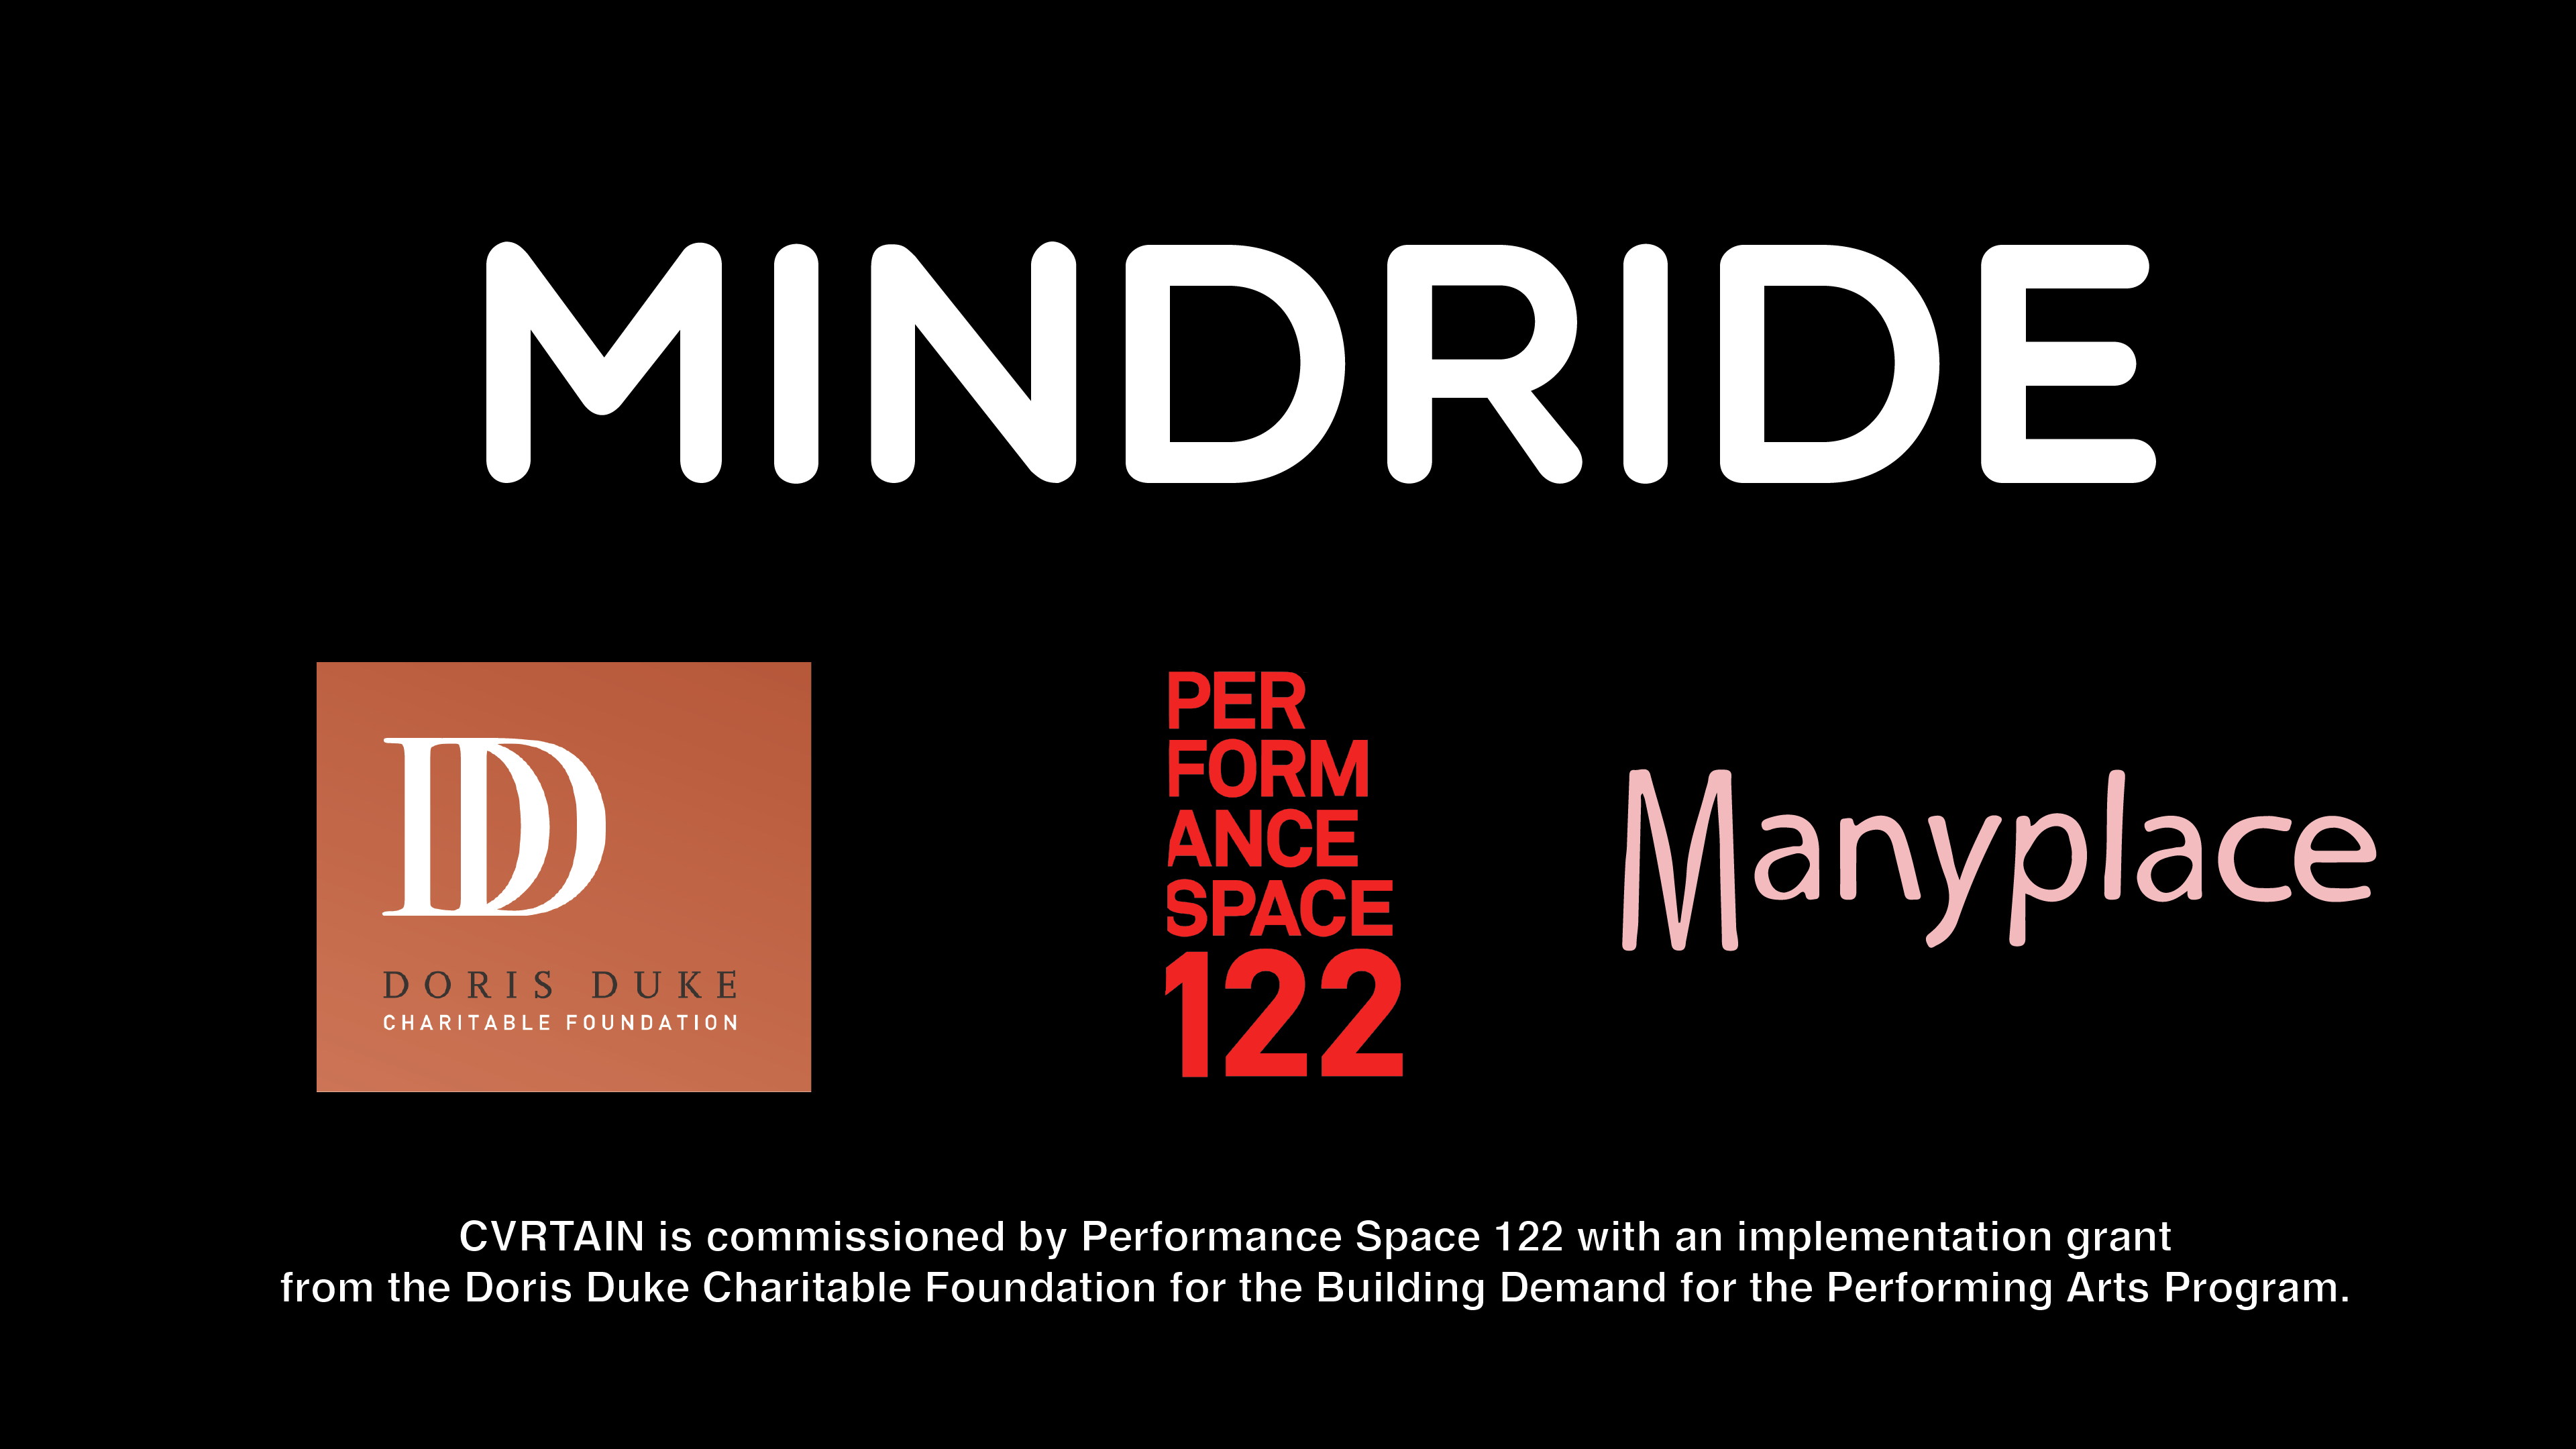 MINDRIDE
DD
DORIS DUKE
CHARITABLE FOUNDATION
PER
FORM
ANCE
SPACE
122
Manyplace
CVRTAIN is commissioned by Performance Space 122 with an implementation grant
from the Doris Duke Charitable Foundation for the Building Demand for the Performing Arts Program.